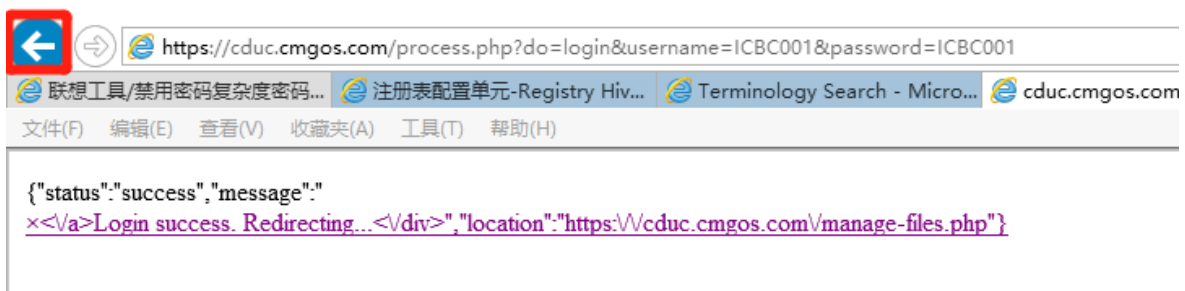 https://cduc.cmgos.com/process.php?do=login&username=ICBC001&password=ICBC001
联想工具/禁用密码复杂度密码... 注册表配置单元-Registry Hiv... Terminology Search - Micro... cduc.cmgos.com
文件(F) 编辑(E) 查看(V) 收藏夹(A) 工具(T) 帮助(H)
{"status":"success","message":"
×<\/a>Login success. Redirecting...<\/div>","location":"https:\/\/cduc.cmgos.com\/manage-files.php"}